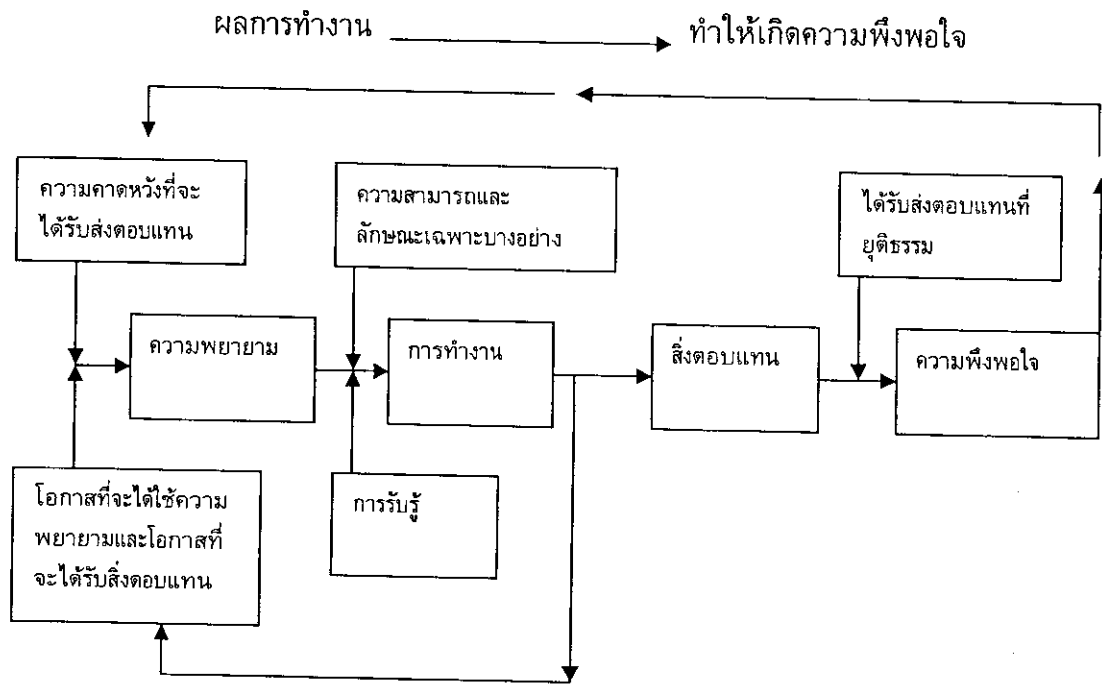 ผลการทำงาน ทำให้เกิดความพึงพอใจ
ความคาดหวังที่จะ
ได้รับส่งตอบแทน
ความสามารถและ
ลักษณะเฉพาะบางอย่าง
ได้รับส่งตอบแทนที่
ยุติธรรม
ความพยายาม
การทำงาน
สิ่งตอบแทน
ความพึงพอใจ
โอกาสที่จะได้ใช้ความ
พยายามและโอกาสที่
จะได้รับสิ่งตอบแทน
การรับรู้